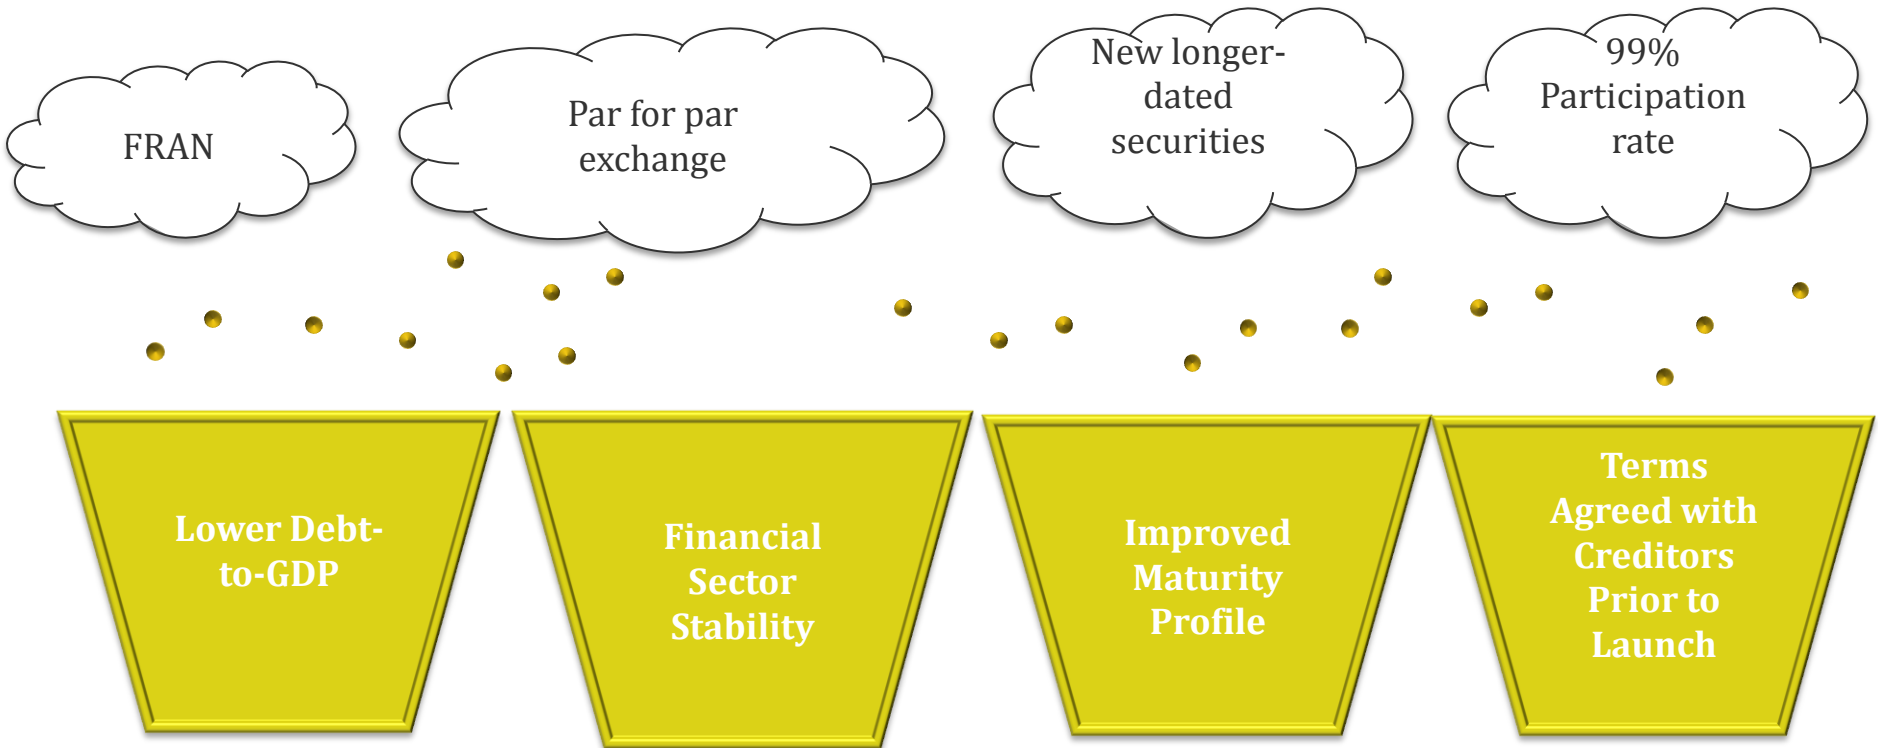 FRAN
Par for par
exchange
New longer-
dated
securities
99%
Participation
rate
Lower Debt-
to-GDP
Financial
Sector
Stability
Improved
Maturity
Profile
Terms
Agreed with
Creditors
Prior to
Launch